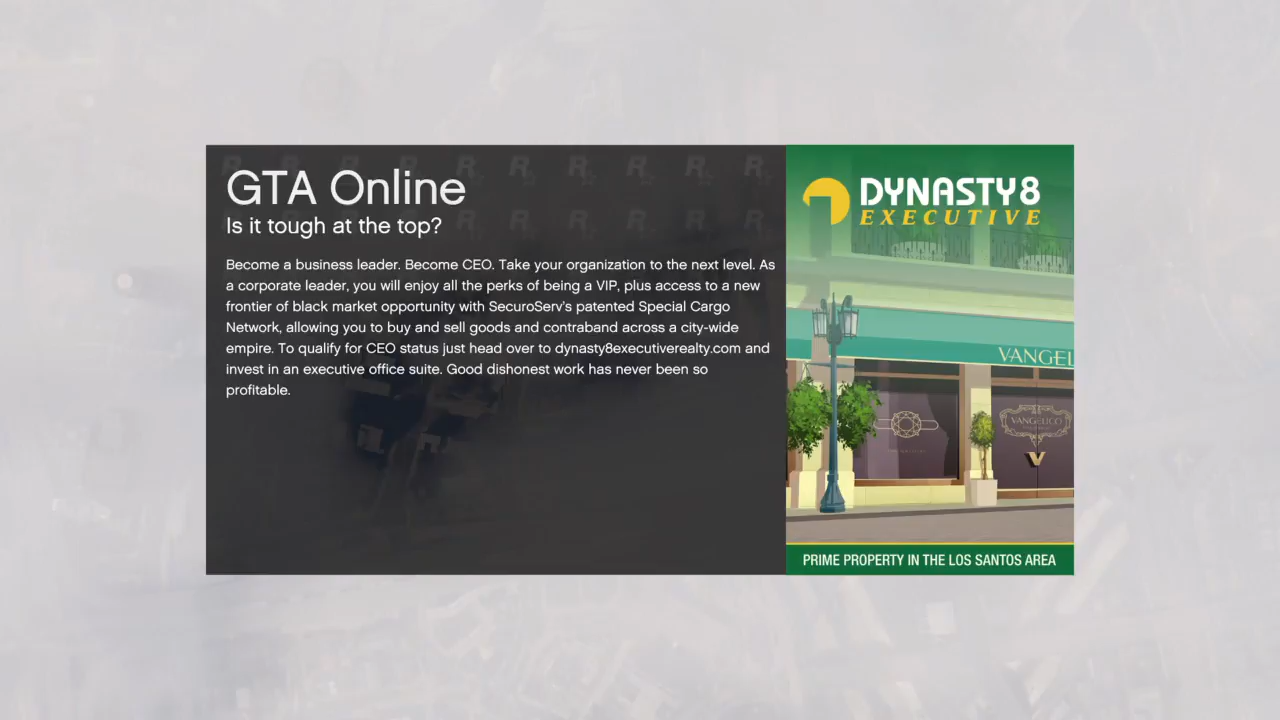 GTA Online
Is it tough at the top?
Become a business leader. Become CEO. Take your organization to the next level. As
a corporate leader, you will enjoy all the perks of being a VIP, plus access to a new
frontier of black market opportunity with SecuroServ's patented Special Cargo
Network, allowing you to buy and sell goods and contraband across a city-wide
empire. To qualify for CEO status just head over to dynasty8executiverealty.com and
invest in an executive office suite. Good dishonest work has never been so
profitable.
DYNASTY8
EXECUTIVE
VANGEL
VANGELICO
PRIME PROPERTY IN THE LOS SANTOS AREA